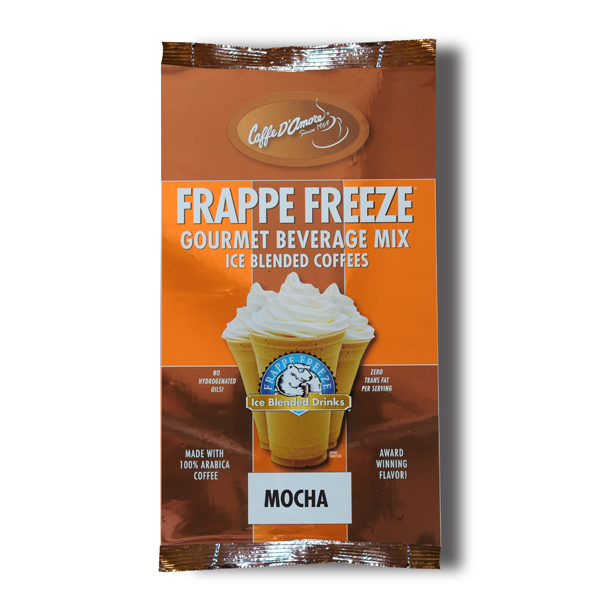 Caffe D'Amore
Since 1969
FRAPPE FREEZE
GOURMET BEVERAGE MIX
ICE BLENDED COFFEES
NO
HYDROGENATED
OILS!
ZERO
TRANS FAT
PER SERVING
FRAPPE FREEZE
Ice Blended Drinks
MADE WITH
100% ARABICA
COFFEE
AWARD
WINNING
FLAVOR!
MOCHA